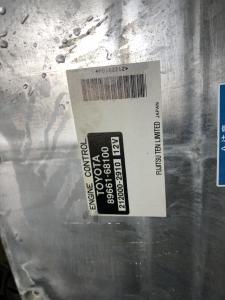 ENGINE CONTROL
TOYOTA
89661-68100
212000-2910 12V
FUJITSU TEN LIMITED JAPAN